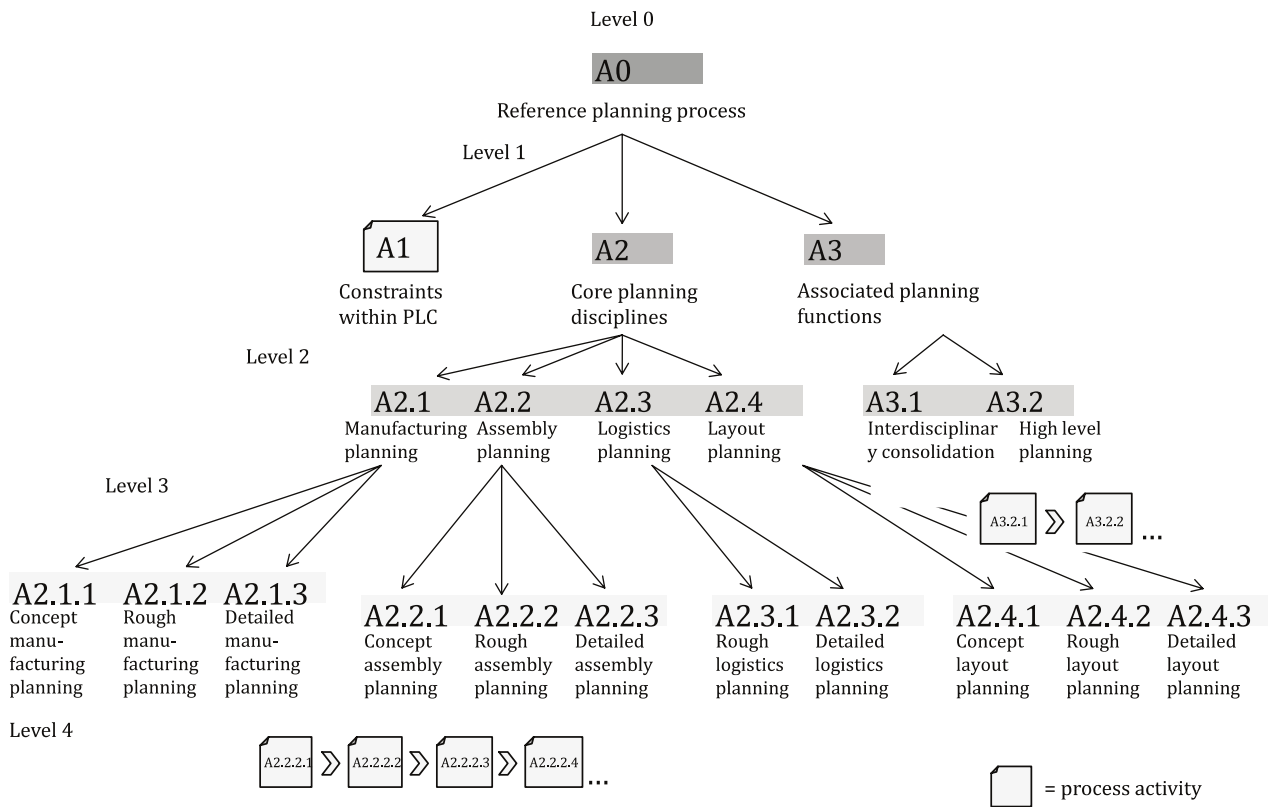 Level 0
A0
Reference planning process
Level 1
A1
A2
A3
Constraints
within PLC
Core planning
disciplines
Associated planning
functions
Level 2
A2.1
A2.2
A2.3
A2.4
A3.1
A3.2
Manufacturing
planning
Assembly
planning
Logistics
planning
Layout
planning
Interdisciplinar
y consolidation
High level
planning
Level 3
A3.2.1
A3.2.2
...
A2.1.1
A2.1.2
A2.1.3
Concept
manu-
facturing
planning
Rough
manu-
facturing
planning
Detailed
manu-
facturing
planning
A2.2.1
A2.2.2
A2.2.3
Concept
assembly
planning
Rough
assembly
planning
Detailed
assembly
planning
A2.3.1
A2.3.2
Rough
logistics
planning
Detailed
logistics
planning
A2.4.1
A2.4.2
A2.4.3
Concept
layout
planning
Rough
layout
planning
Detailed
layout
planning
Level 4
A2.2.2.1
A2.2.2.2
A2.2.2.3
A2.2.2.4
...
= process activity